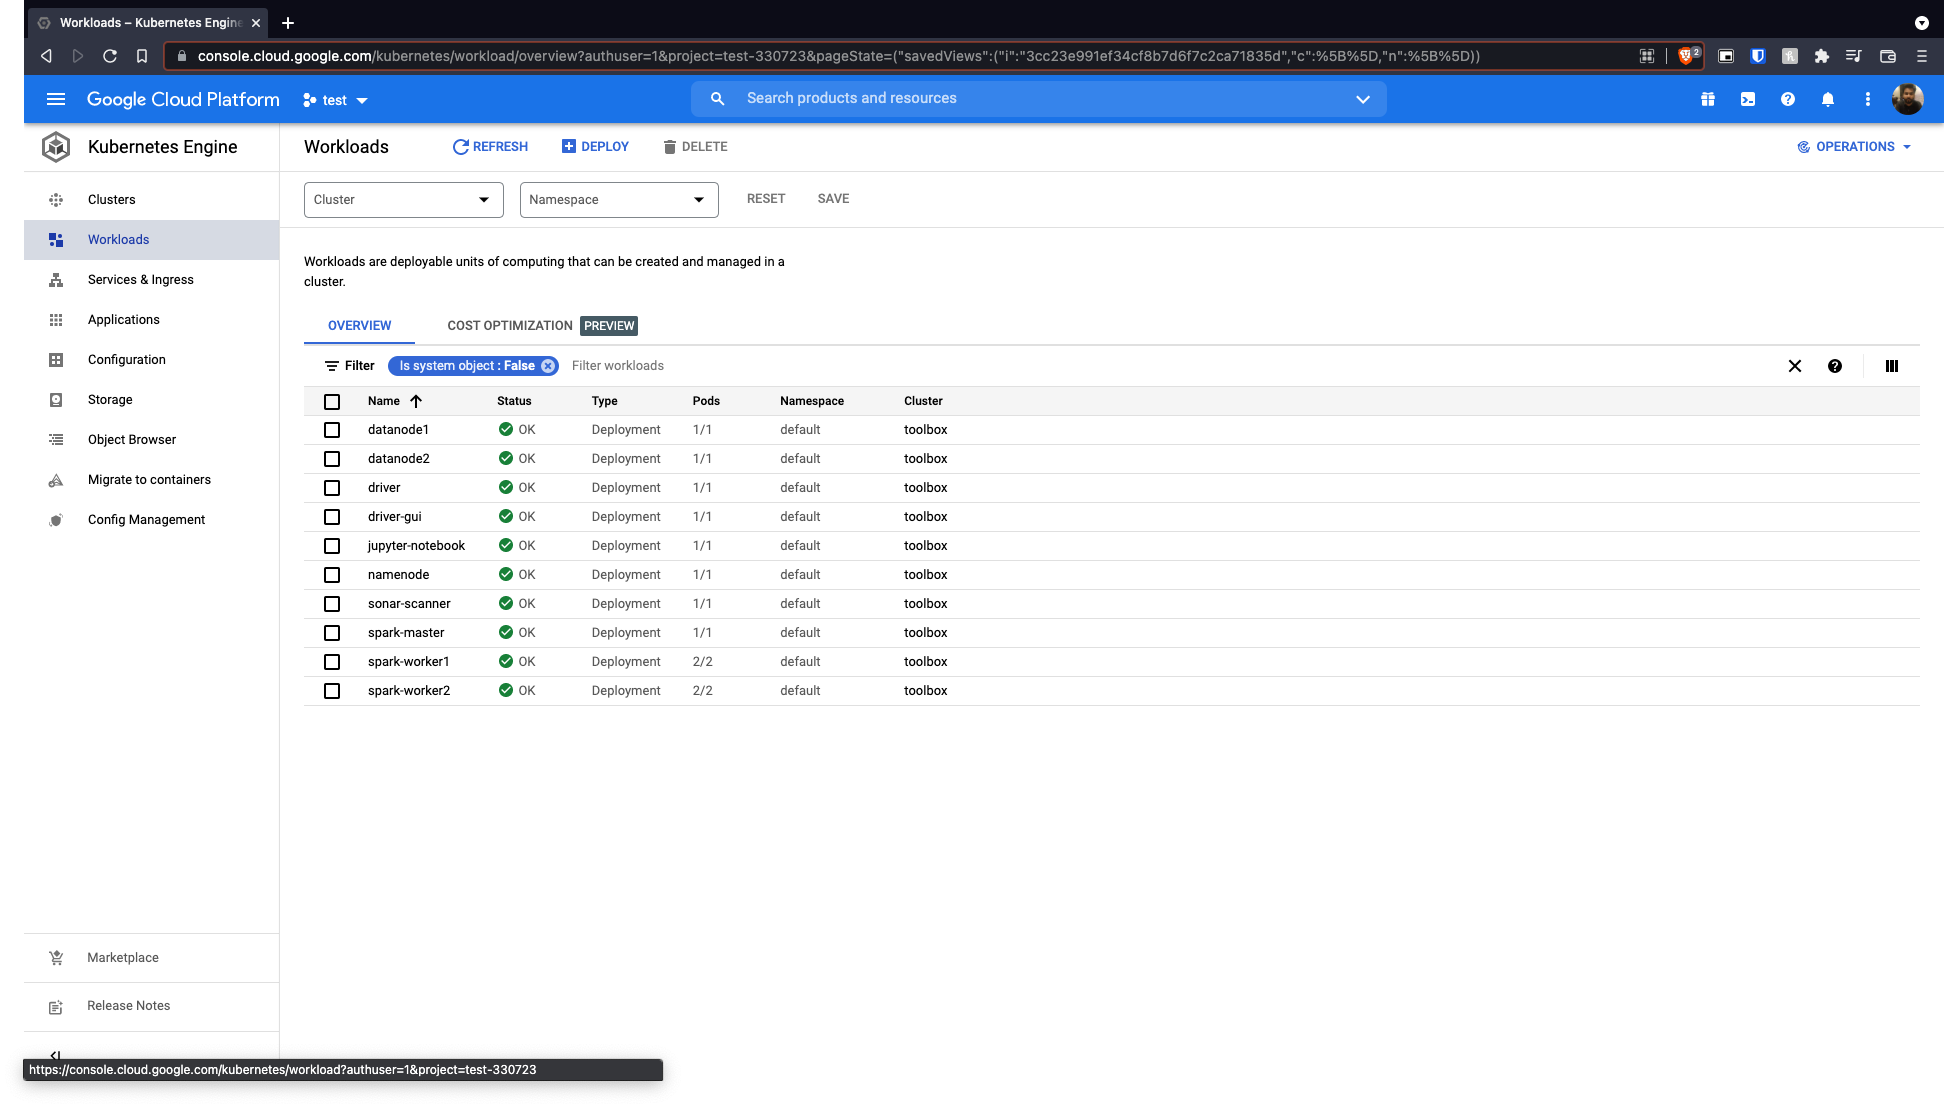 Workloads – Kubernetes Engine
console.cloud.google.com/kubernetes/workload/overview?authuser=1&project=test-330723&pageState=("savedViews":("i":"3cc23e991ef34cf8b7d6f7c2ca71835d","c":%5B%5D,"n":%5B%5D))
2
Google Cloud Platform
test
Search products and resources
Kubernetes Engine
Workloads
REFRESH
DEPLOY
DELETE
OPERATIONS
Clusters
Workloads
Services & Ingress
Applications
Configuration
Storage
Object Browser
Migrate to containers
Config Management
Cluster
Namespace
RESET
SAVE
Workloads are deployable units of computing that can be created and managed in a
cluster.
OVERVIEW
COST OPTIMIZATION PREVIEW
Filter
Is system object : False
Filter workloads
Name Status Type Pods Namespace Cluster
datanode1 OK Deployment 1/1 default toolbox
datanode2 OK Deployment 1/1 default toolbox
driver OK Deployment 1/1 default toolbox
driver-gui OK Deployment 1/1 default toolbox
jupyter-notebook OK Deployment 1/1 default toolbox
namenode OK Deployment 1/1 default toolbox
sonar-scanner OK Deployment 1/1 default toolbox
spark-master OK Deployment 1/1 default toolbox
spark-worker1 OK Deployment 2/2 default toolbox
spark-worker2 OK Deployment 2/2 default toolbox
Marketplace
Release Notes
https://console.cloud.google.com/kubernetes/workload?authuser=1&project=test-330723